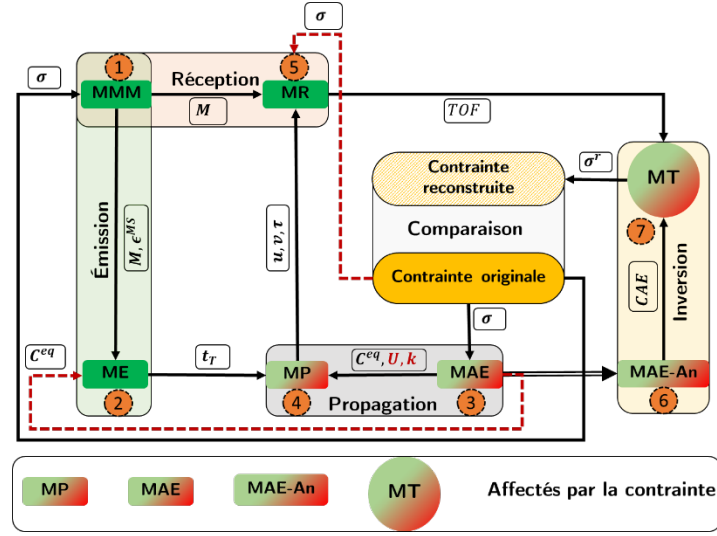 σ
1
MMM
Réception
5
MR
σ
M
TOF
Contrainte
reconstruite
σ^r
MT
7
Comparaison
Contrainte originale
Émission
M, ϵ^MS
u, v, τ
CAE
Inversion
σ
C^eq
t_T
C^eq, U, k
ME
MP
MAE
MAE-An
2
4
Propagation
3
6
MP
MAE
MAE-An
MT
Affectés par la contrainte